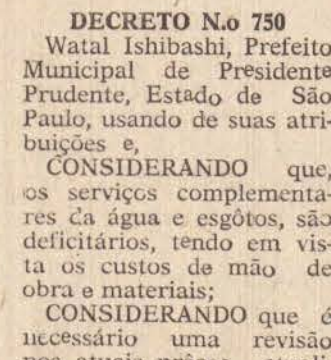 DECRETO N.o 750
Watal Ishibashi, Prefeito
Municipal de Presidente
Prudente, Estado de São
Paulo, usando de suas atri-
buições e,
CONSIDERANDO que,
os serviços complementa-
res da água e esgôtos, são
deficitários, tendo em vis-
ta os custos de mão de
obra e materiais;
CONSIDERANDO que é
necessário uma revisão